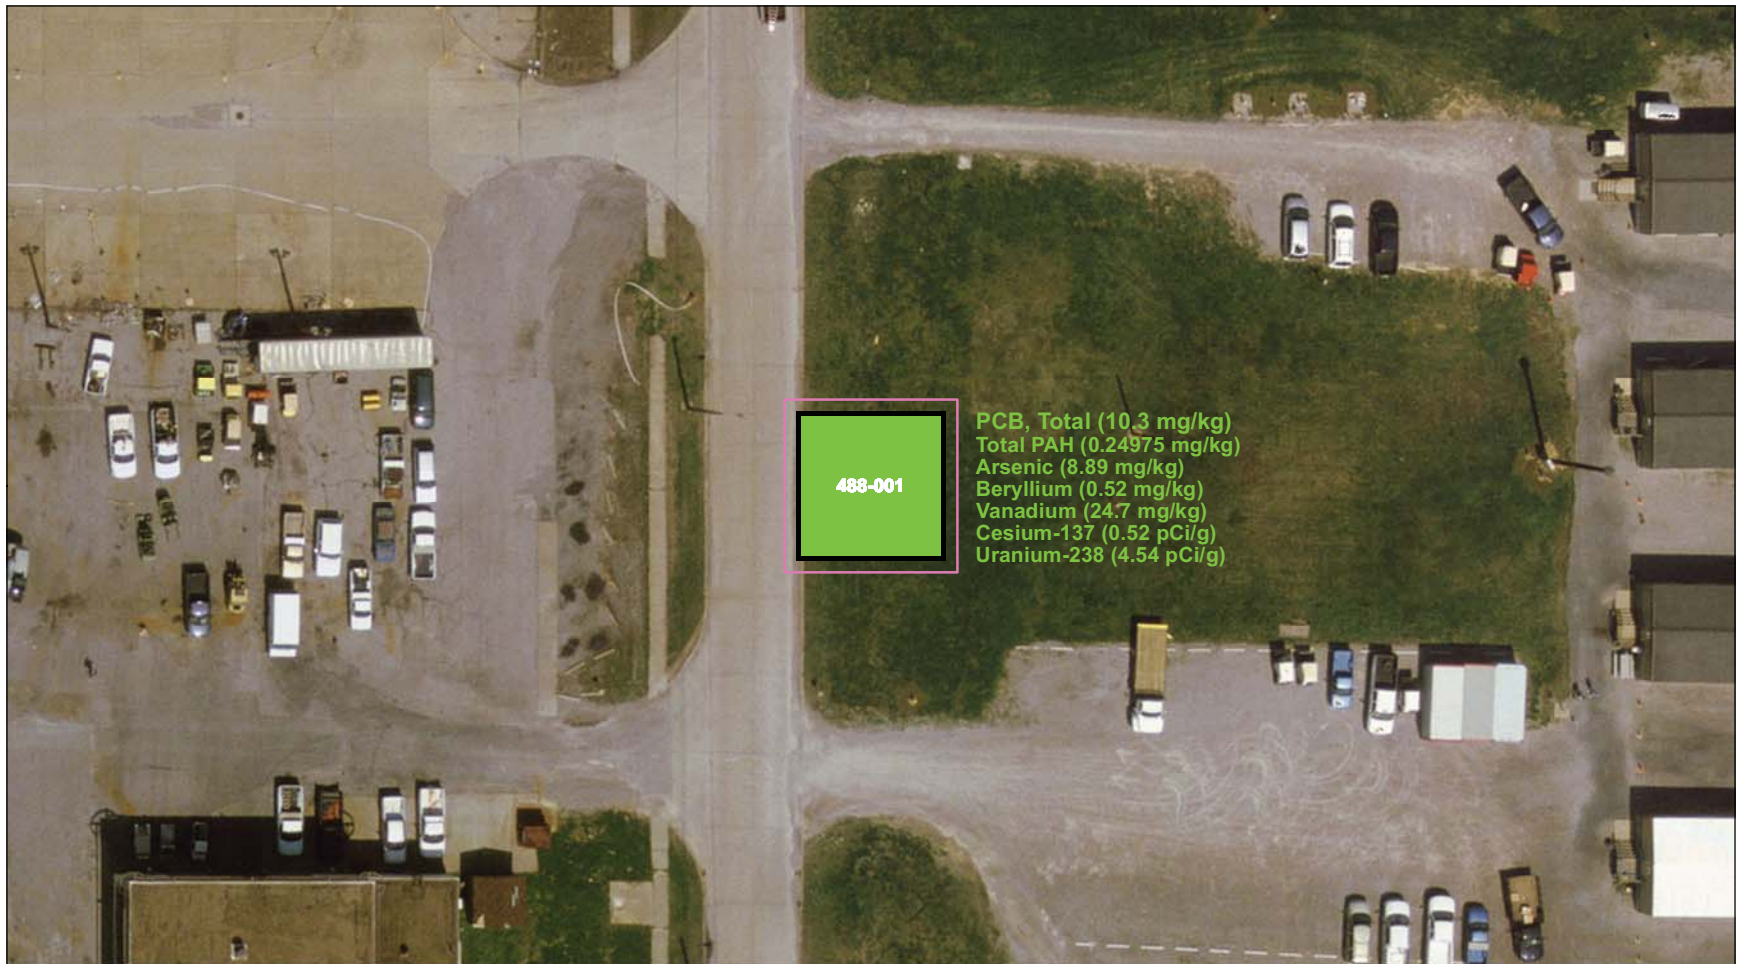 488-001
PCB, Total (10.3 mg/kg)
Total PAH (0.24975 mg/kg)
Arsenic (8.89 mg/kg)
Beryllium (0.52 mg/kg)
Vanadium (24.7 mg/kg)
Cesium-137 (0.52 pCi/g)
Uranium-238 (4.54 pCi/g)